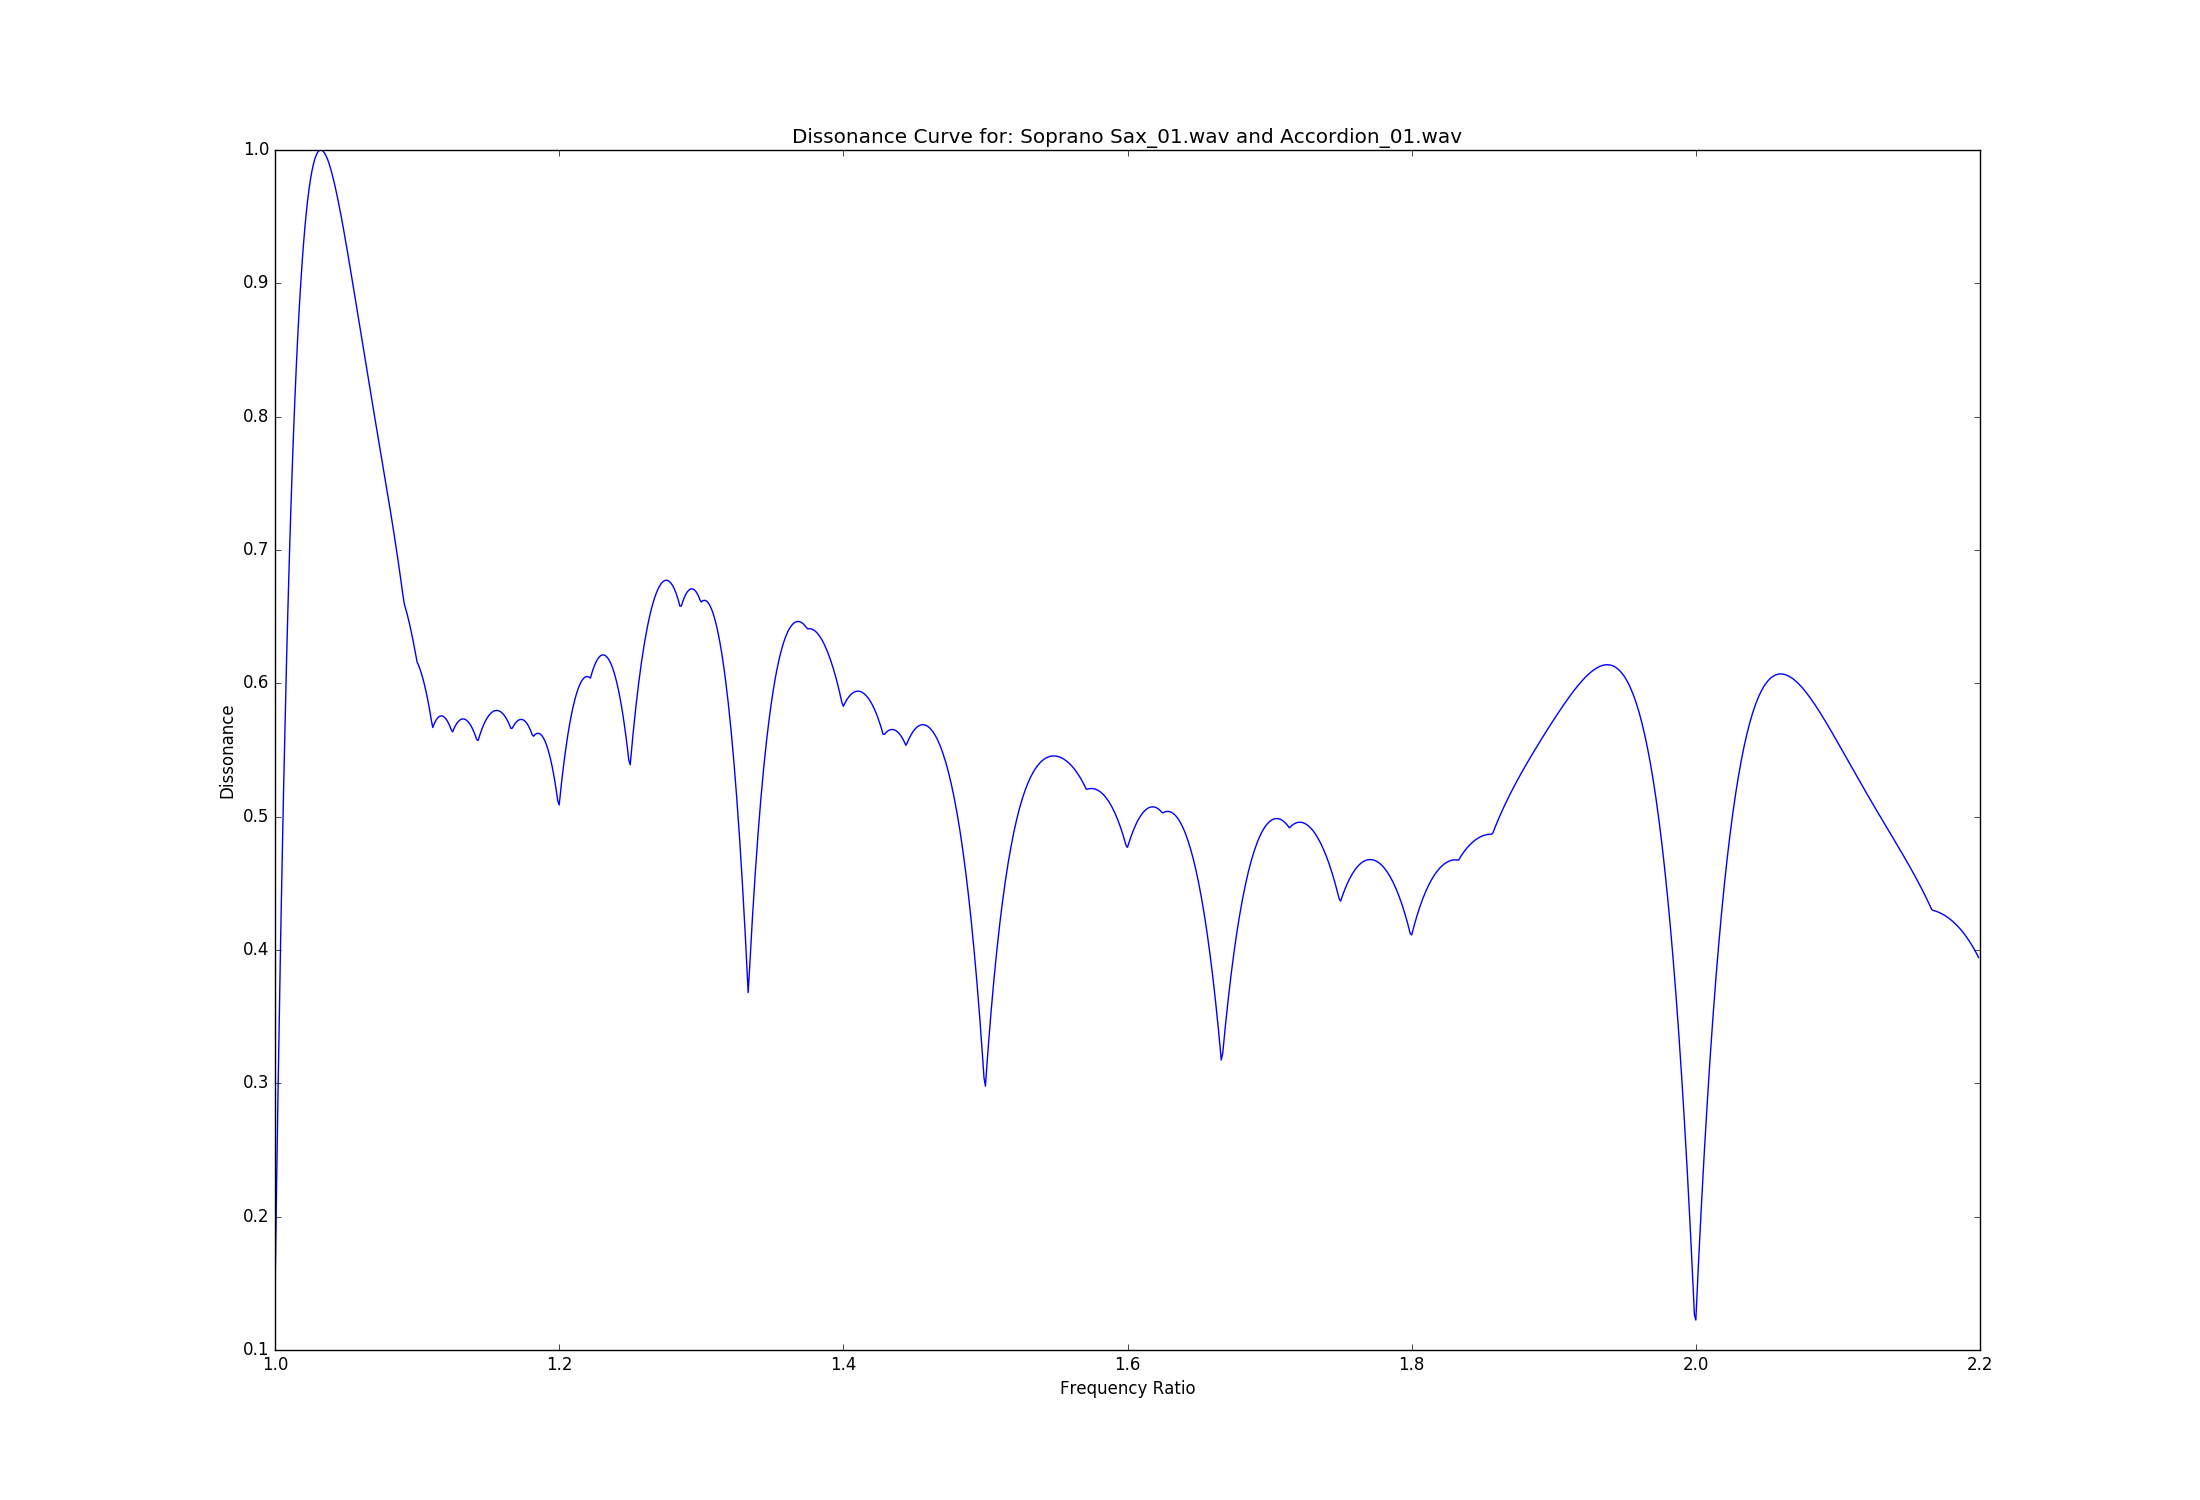 Dissonance Curve for: Soprano Sax_01.wav and Accordion_01.wav
1.0
0.9
0.8
0.7
0.6
0.5
0.4
0.3
0.2
0.1
Dissonance
1.0 1.2 1.4 1.6 1.8 2.0 2.2
Frequency Ratio